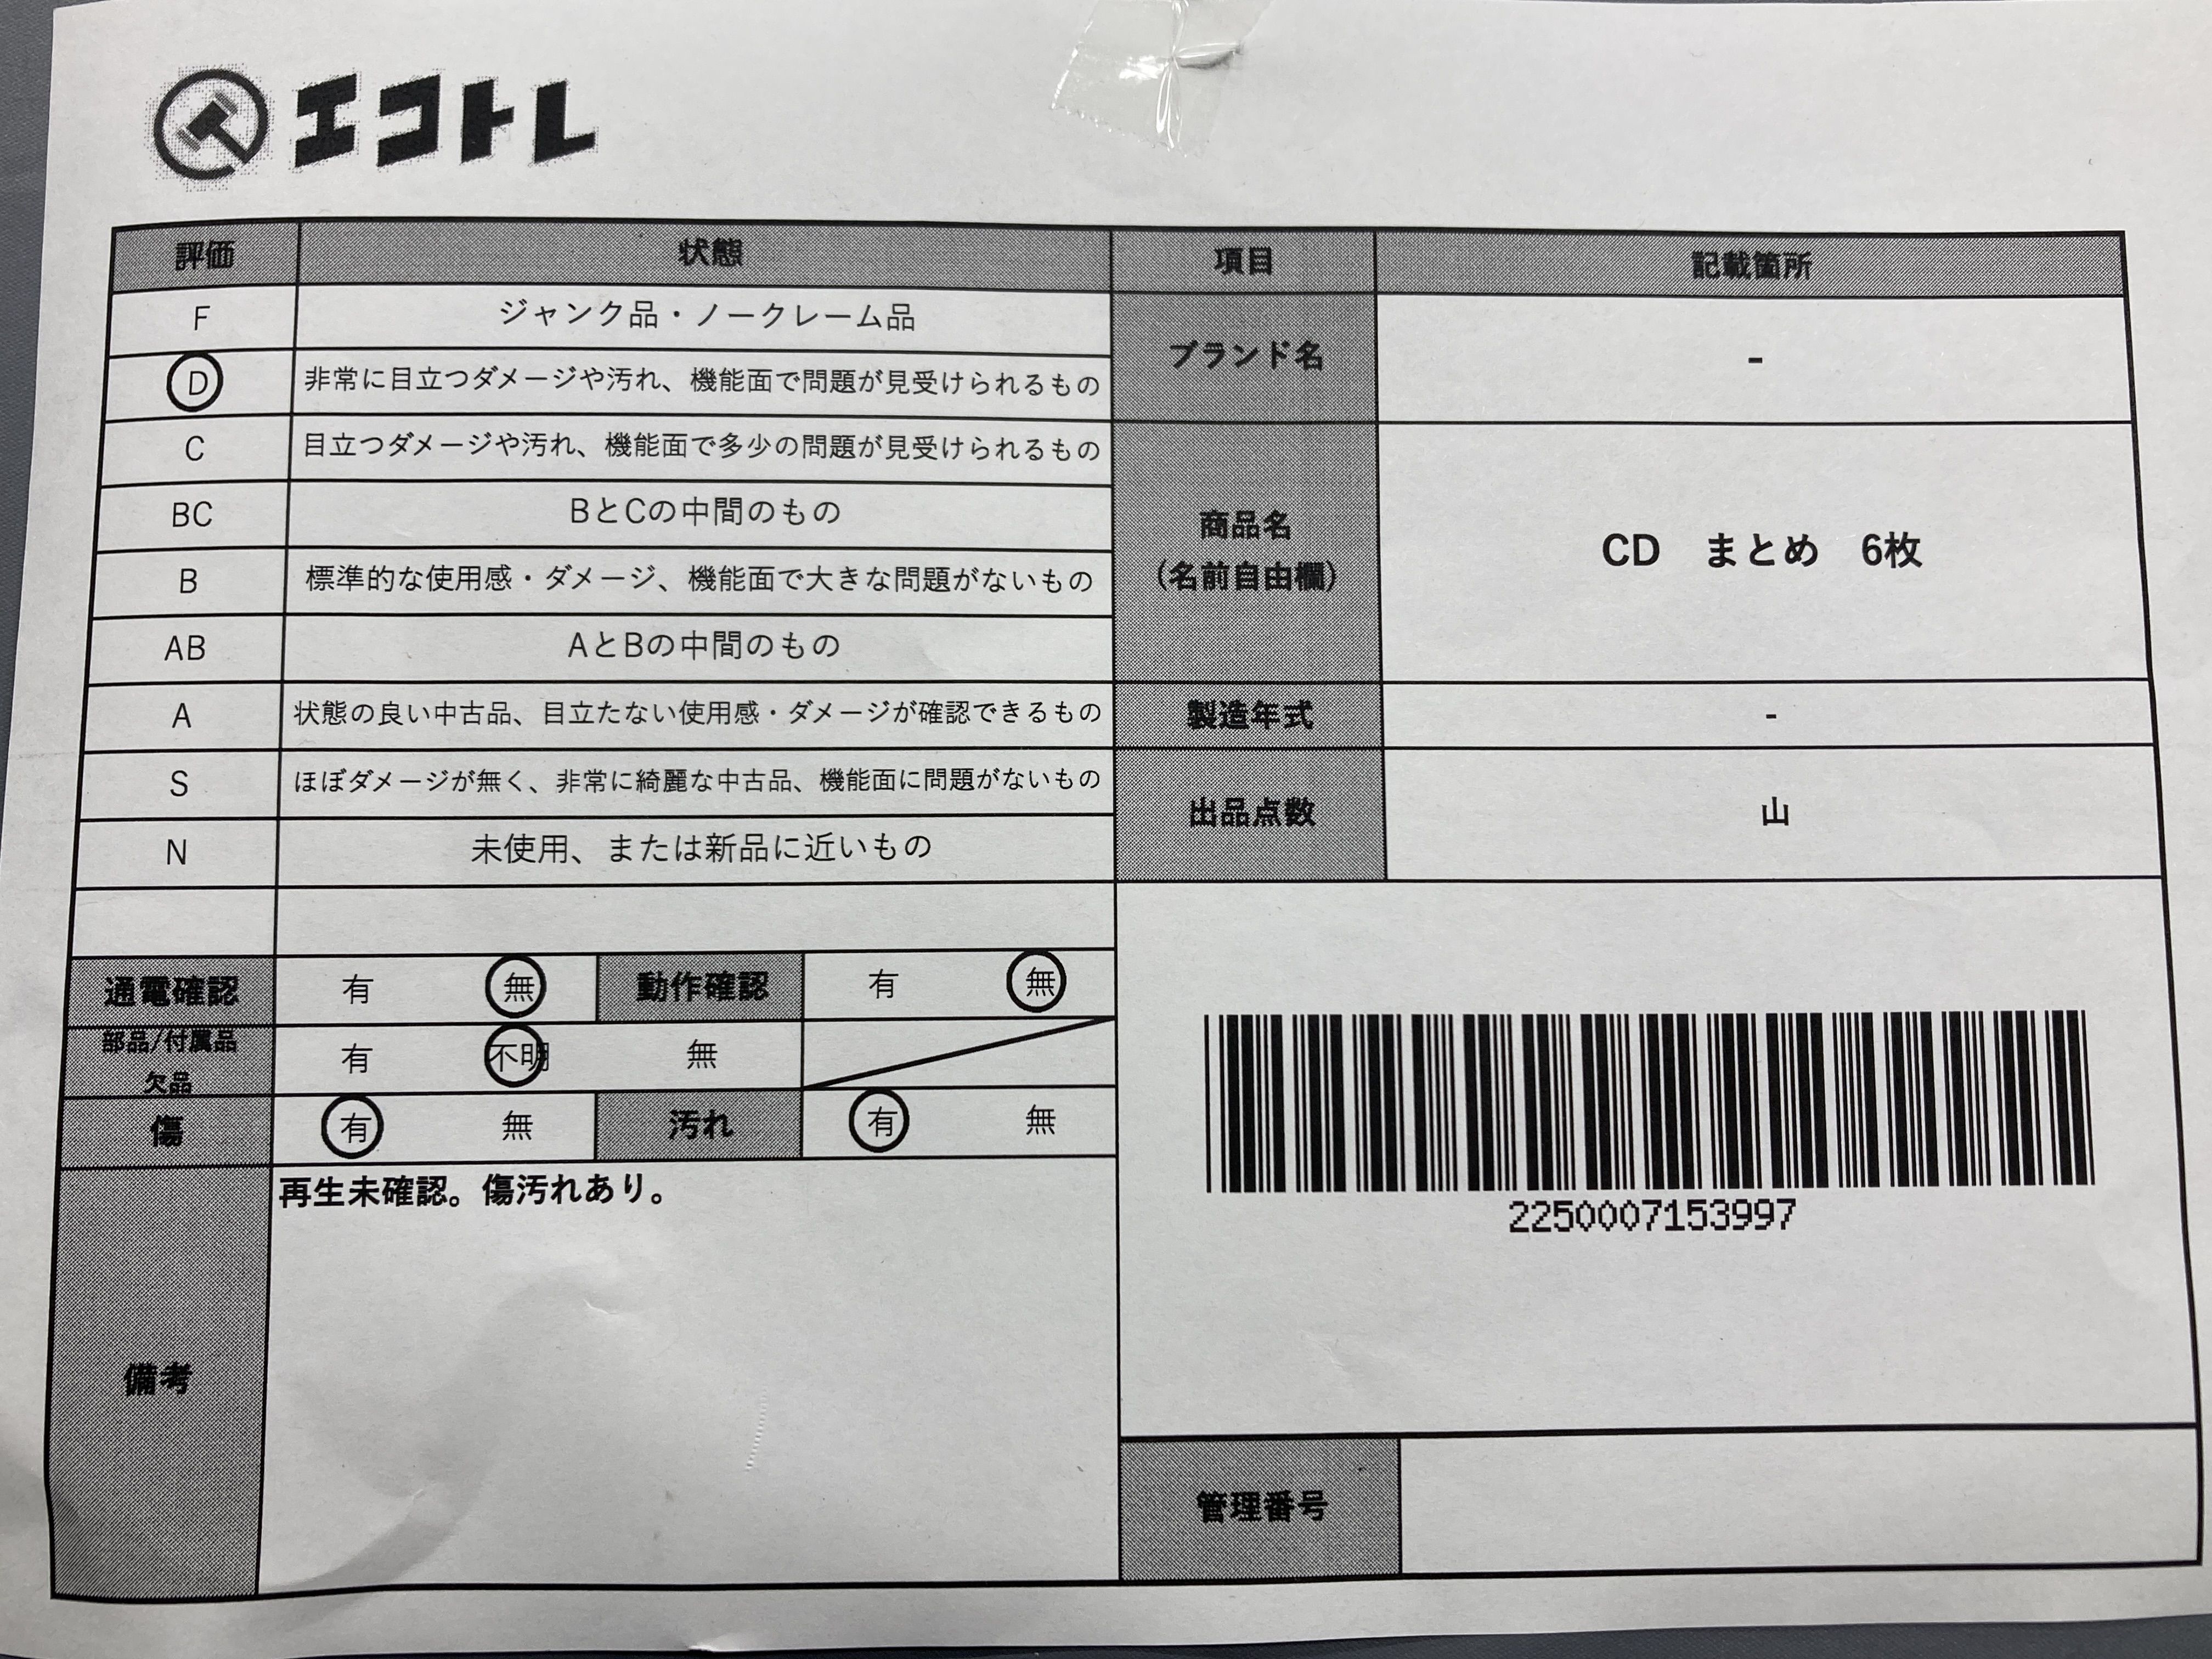 エコトレ
評価 状態 項目 記載箇所
F ジャンク品・ノークレーム品
D 非常に目立つダメージや汚れ、機能面で問題が見受けられるもの
ブランド名 -
C 目立つダメージや汚れ、機能面で多少の問題が見受けられるもの
BC BとCの中間のもの
商品名
(名前自由欄)
CD まとめ 6枚
B 標準的な使用感・ダメージ、機能面で大きな問題がないもの
AB AとBの中間のもの
A 状態の良い中古品、目立たない使用感・ダメージが確認できるもの
製造年式 -
S ほぼダメージが無く、非常に綺麗な中古品、機能面に問題がないもの
出品点数 山
N 未使用、または新品に近いもの
通電確認 有 無 動作確認 有 無
部品/付属品
欠品
有 不明 無
傷 有 無 汚れ 有 無
2250007153997
備考
再生未確認。傷汚れあり。
管理番号